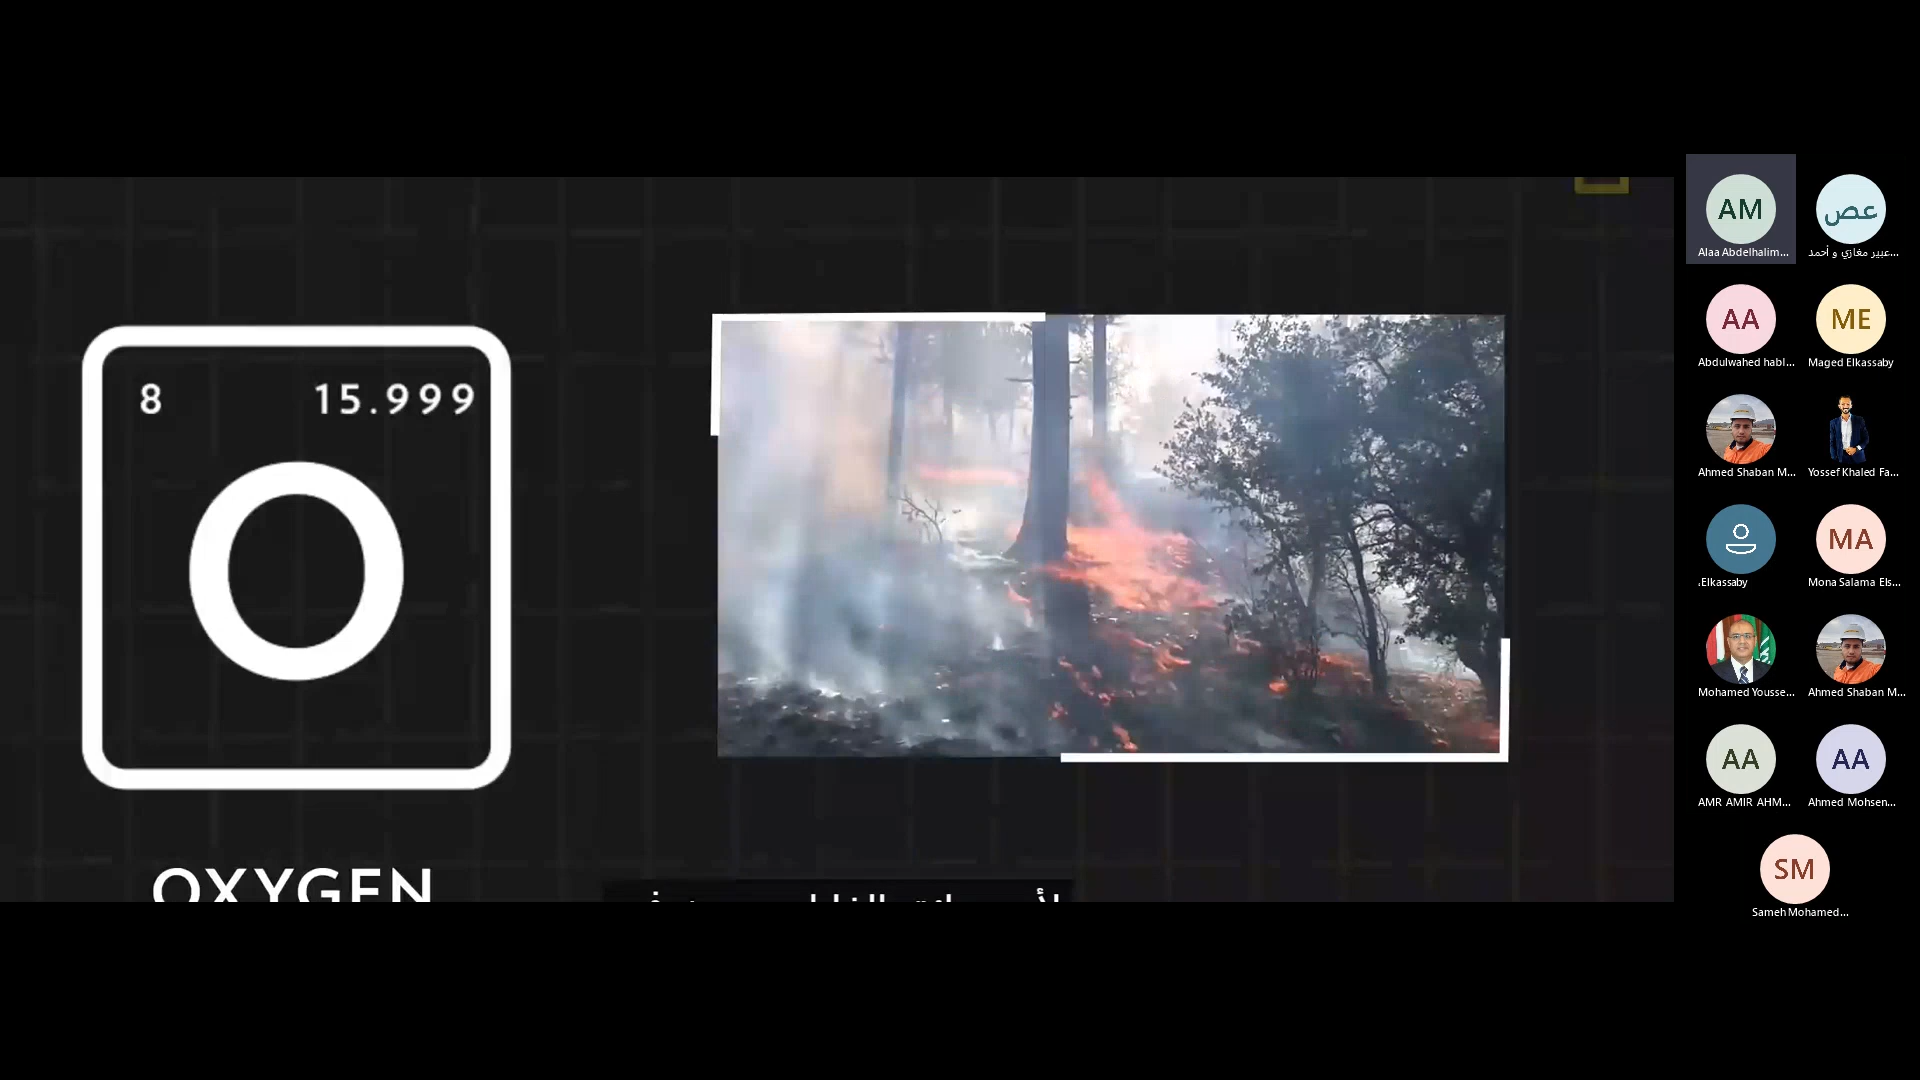 8
15.999
O
OXYGEN
AM
عص
Alaa Abdelhalim...
عبير مغازي و أحمد...
AA
ME
Abdulwahed habl...
Maged Elkassaby
Ahmed Shaban M...
Yossef Khaled Fa...
.Elkassaby
MA
Mona Salama Els...
Mohamed Yousse...
Ahmed Shaban M...
AA
AA
AMR AMIR AHM...
Ahmed Mohsen...
SM
Sameh Mohamed...